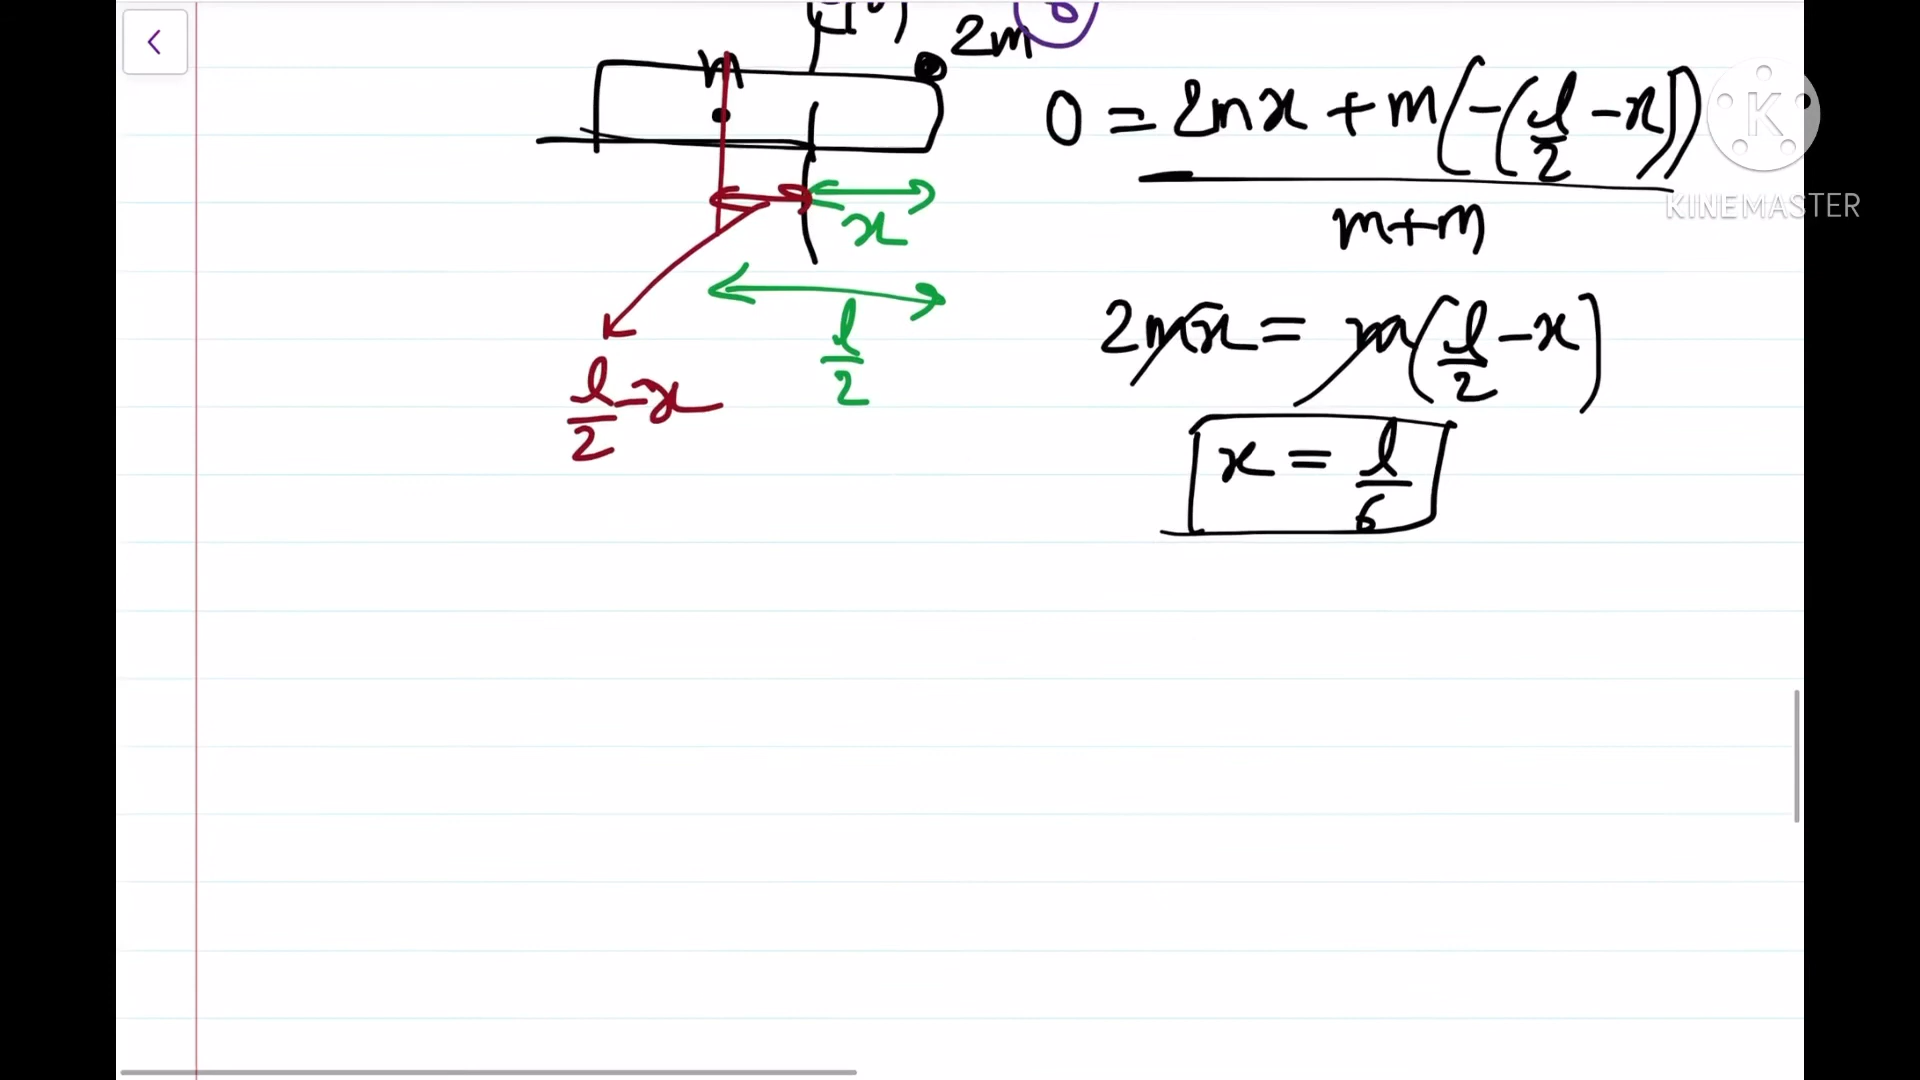 2m
m
0 = 2mx + m(-(l/2 - x))
m+m
K
KINEMASTER
x
2mx = m(l/2 - x)
l/2
l/2 - x
x = l/6